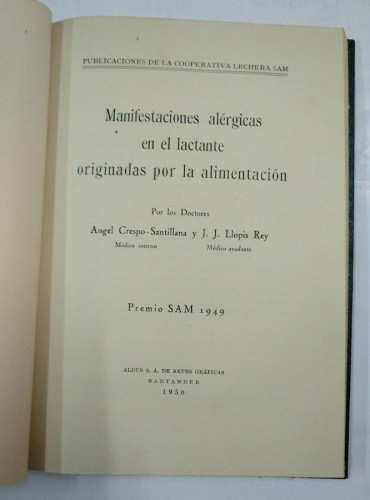 PUBLICACIONES DE LA COOPERATIVA LECHERA SAM
Manifestaciones alérgicas
en el lactante
originadas por la alimentación
Por los Doctores
Angel Crespo-Santillana y J. J. Llopis Rey
Médico interno Médico ayudante
Premio SAM 1949
ALDUS S. A. DE ARTES GRÁFICAS
SANTANDER
1950